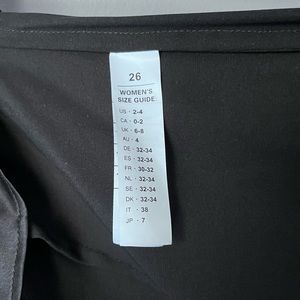 26
WOMEN'S
SIZE GUIDE
US - 2-4
CA - 0-2
UK - 6-8
AU - 4
DE - 32-34
ES - 32-34
FR - 30-32
NL - 32-34
SE - 32-34
DK - 32-34
IT - 38
JP - 7